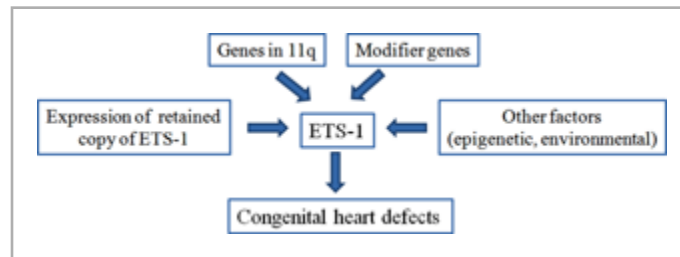 Genes in 11q
Modifier genes
Expression of retained
copy of ETS-1
ETS-1
Other factors
(epigenetic, environmental)
Congenital heart defects